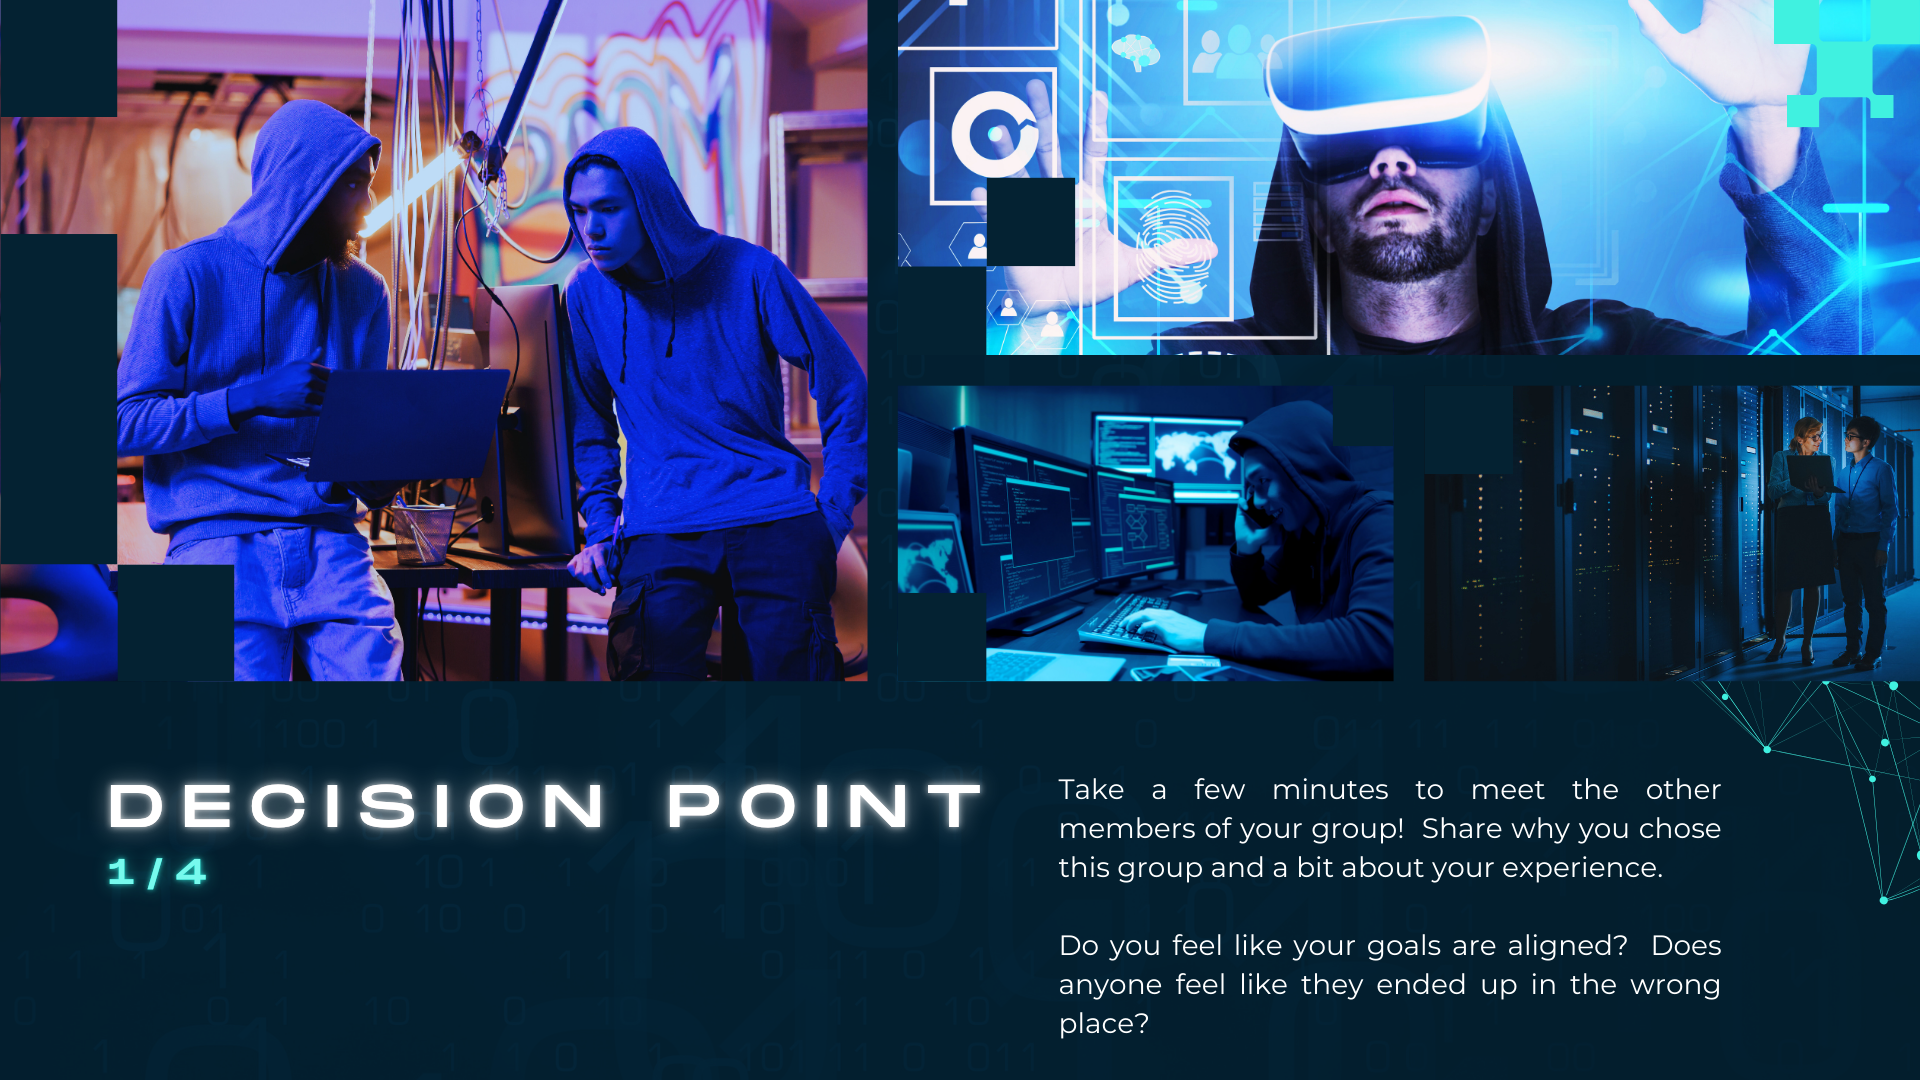 DECISION POINT
1/4
Take a few minutes to meet the other
members of your group!  Share why you chose
this group and a bit about your experience.
Do you feel like your goals are aligned?  Does
anyone feel like they ended up in the wrong
place?